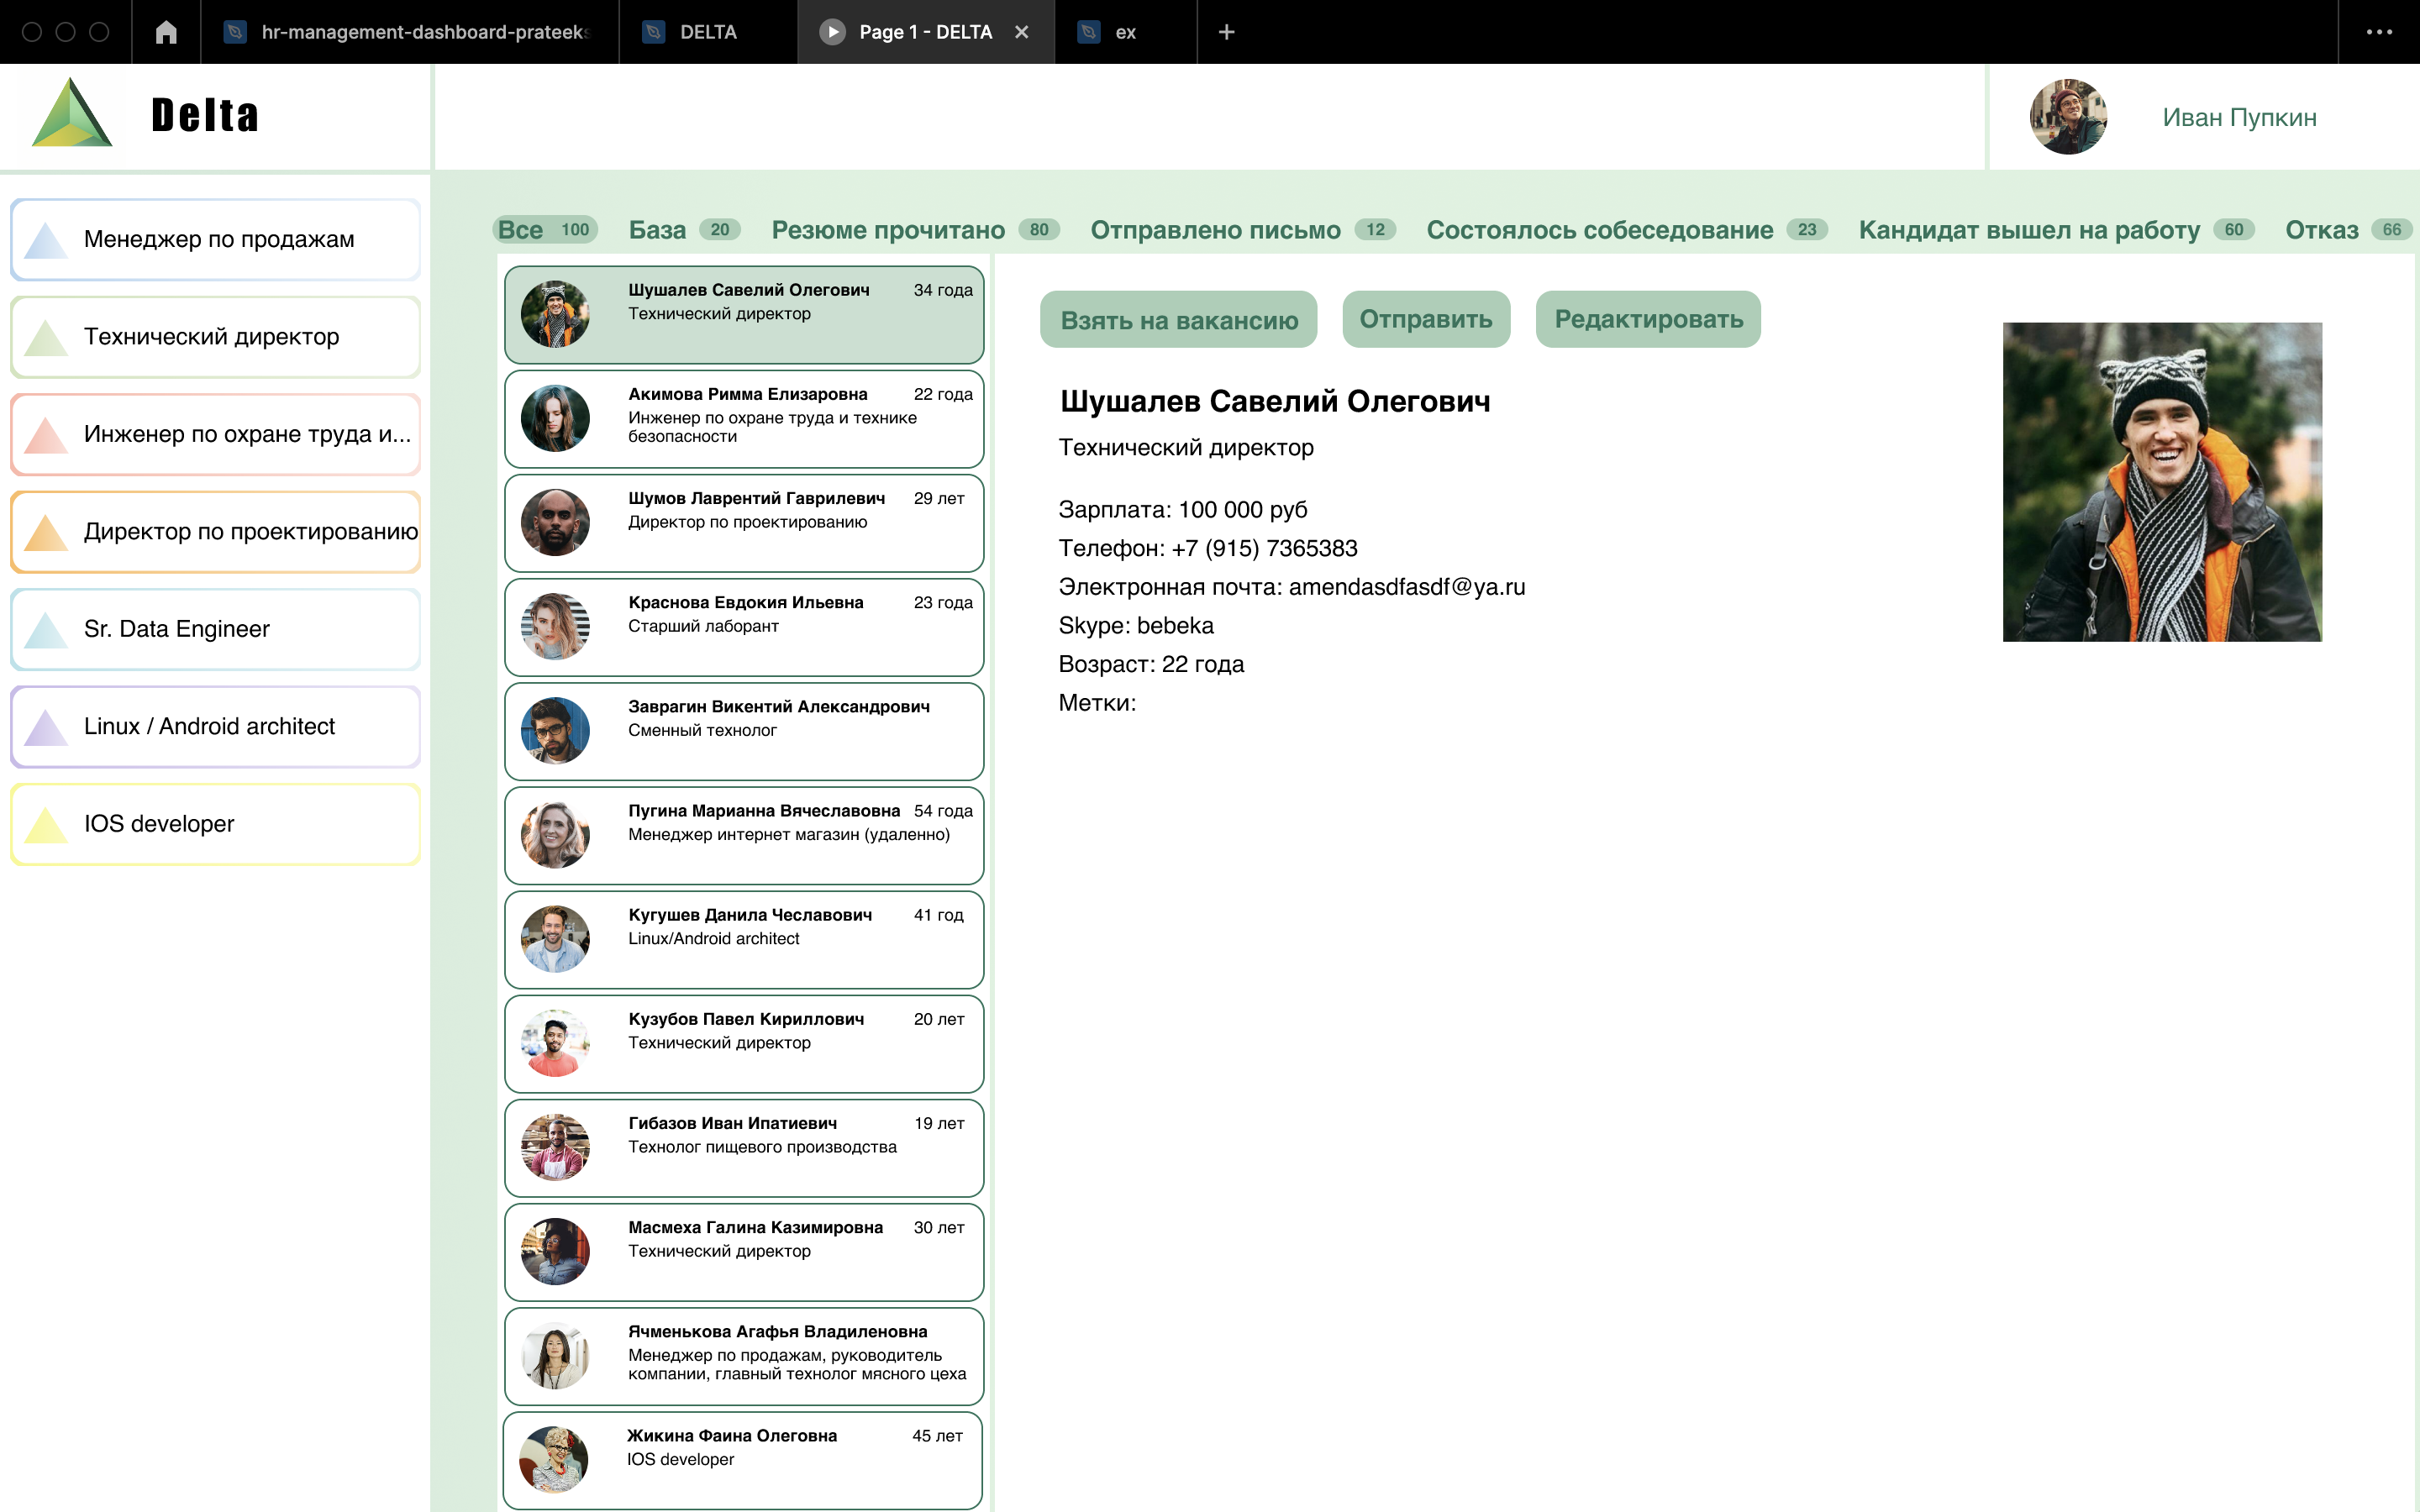 hr-management-dashboard-prateeks
DELTA
Page 1 - DELTA
ex
Delta
Иван Пупкин
Менеджер по продажам
Технический директор
Инженер по охране труда и...
Директор по проектированию
Sr. Data Engineer
Linux / Android architect
IOS developer
Все 100 База 20 Резюме прочитано 80 Отправлено письмо 12 Состоялось собеседование 23 Кандидат вышел на работу 60 Отказ 66
Шушалев Савелий Олегович 34 года
Технический директор
Акимова Римма Елизаровна 22 года
Инженер по охране труда и технике
безопасности
Шумов Лаврентий Гаврилевич 29 лет
Директор по проектированию
Краснова Евдокия Ильевна 23 года
Старший лаборант
Заврагин Викентий Александрович
Сменный технолог
Пугина Марианна Вячеславовна 54 года
Менеджер интернет магазин (удаленно)
Кугушев Данила Чеславович 41 год
Linux/Android architect
Кузубов Павел Кириллович 20 лет
Технический директор
Гибазов Иван Ипатиевич 19 лет
Технолог пищевого производства
Масмеха Галина Казимировна 30 лет
Технический директор
Ячменькова Агафья Владиленовна
Менеджер по продажам, руководитель
компании, главный технолог мясного цеха
Жикина Фаина Олеговна 45 лет
IOS developer
Взять на вакансию Отправить Редактировать
Шушалев Савелий Олегович
Технический директор
Зарплата: 100 000 руб
Телефон: +7 (915) 7365383
Электронная почта: amendasdfasdf@ya.ru
Skype: bebeka
Возраст: 22 года
Метки: